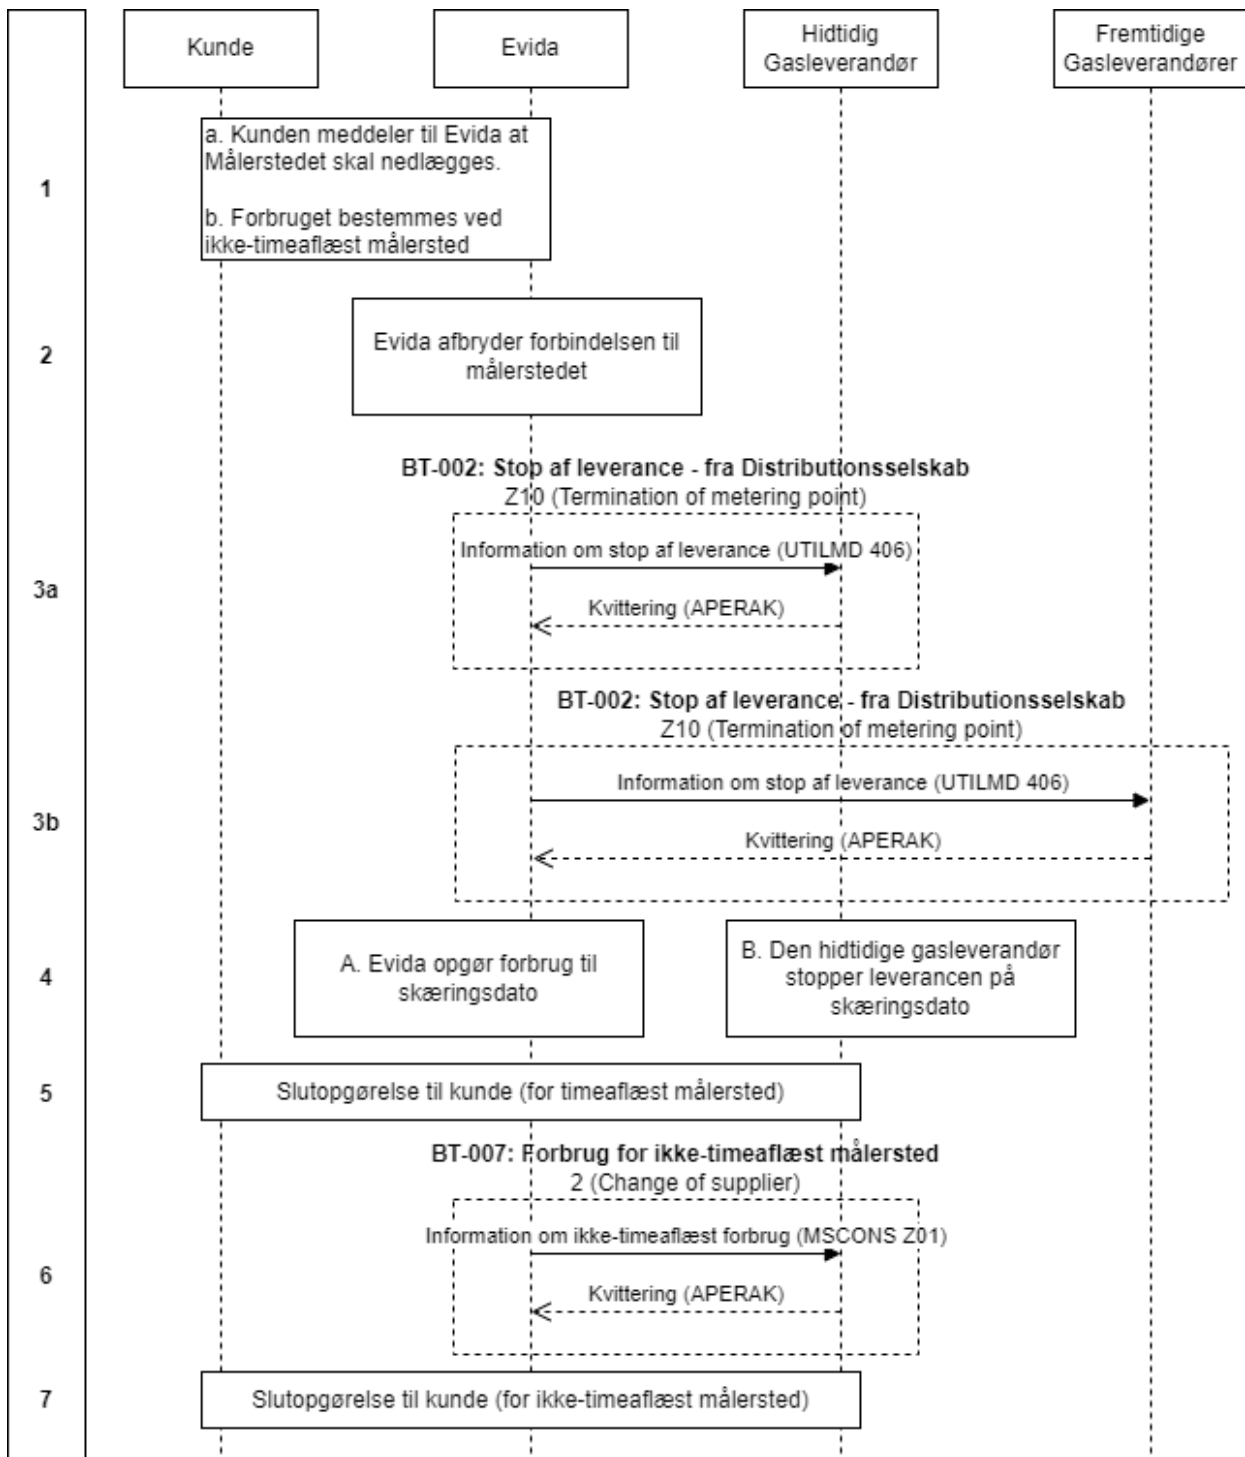 Kunde
Evida
Hidtidig
Gasleverandør
Fremtidige
Gasleverandører
1
a. Kunden meddeler til Evida at
Målerstedet skal nedlægges.
b. Forbruget bestemmes ved
ikke-timeaflæst målersted
2
Evida afbryder forbindelsen til
målerstedet
BT-002: Stop af leverance - fra Distributionsselskab
Z10 (Termination of metering point)
3a
Information om stop af leverance (UTILMD 406)
Kvittering (APERAK)
BT-002: Stop af leverance - fra Distributionsselskab
Z10 (Termination of metering point)
3b
Information om stop af leverance (UTILMD 406)
Kvittering (APERAK)
4
A. Evida opgør forbrug til
skæringsdato
B. Den hidtidige gasleverandør
stopper leverancen på
skæringsdato
5
Slutopgørelse til kunde (for timeaflæst målersted)
BT-007: Forbrug for ikke-timeaflæst målersted
2 (Change of supplier)
6
Information om ikke-timeaflæst forbrug (MSCONS Z01)
Kvittering (APERAK)
7
Slutopgørelse til kunde (for ikke-timeaflæst målersted)